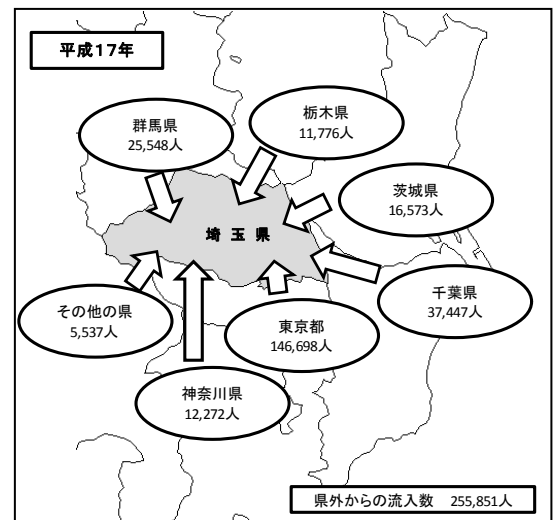 平成17年
栃木県
11,776人
群馬県
25,548人
茨城県
16,573人
埼玉県
千葉県
37,447人
その他の県
5,537人
東京都
146,698人
神奈川県
12,272人
県外からの流入数 255,851人